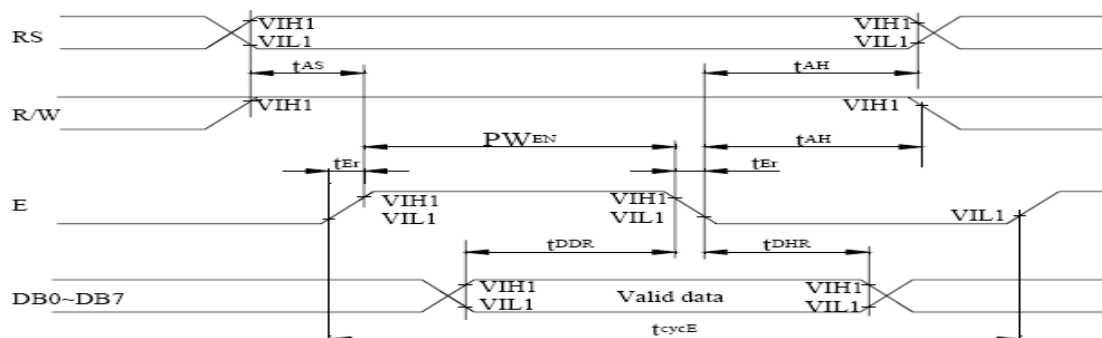 RS VIH1 VIH1
VIL1 VIL1
tAS tAH
R/W VIH1 VIH1
PWEN tAH
tEr tEr
E VIH1 VIH1
VIL1 VIL1 VIL1
tDDR tDHR
DB0~DB7 VIH1 Valid data VIH1
VIL1 VIL1
tcycE